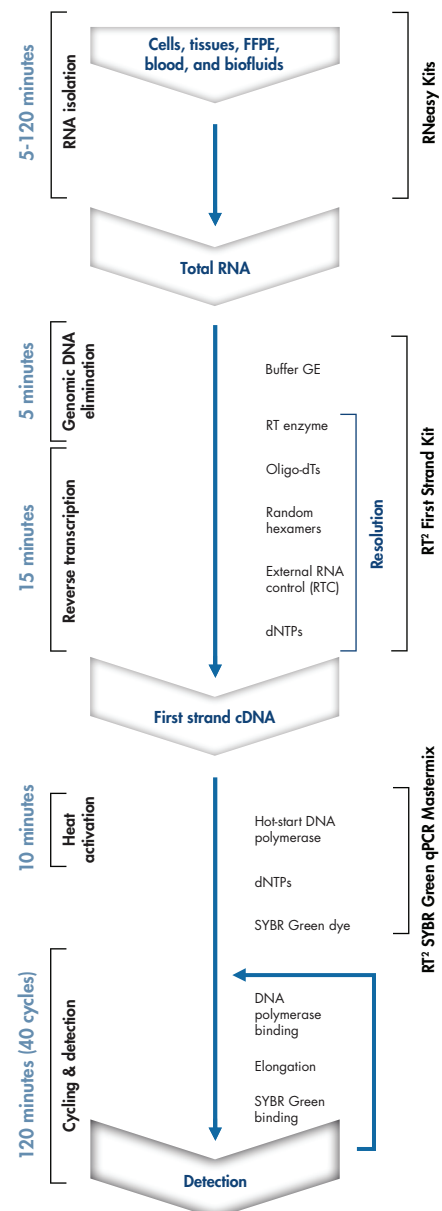 Cells, tissues, FFPE,
blood, and biofluids
5-120 minutes
RNA isolation
RNeasy Kits
Total RNA
5 minutes
Genomic DNA
elimination
15 minutes
Reverse transcription
Buffer GE
RT enzyme
Oligo-dTs
Random
hexamers
External RNA
control (RTC)
dNTPs
Resolution
RT² First Strand Kit
First strand cDNA
10 minutes
Heat
activation
Hot-start DNA
polymerase
dNTPs
SYBR Green dye
RT² SYBR Green qPCR Mastermix
120 minutes (40 cycles)
Cycling & detection
DNA
polymerase
binding
Elongation
SYBR Green
binding
Detection